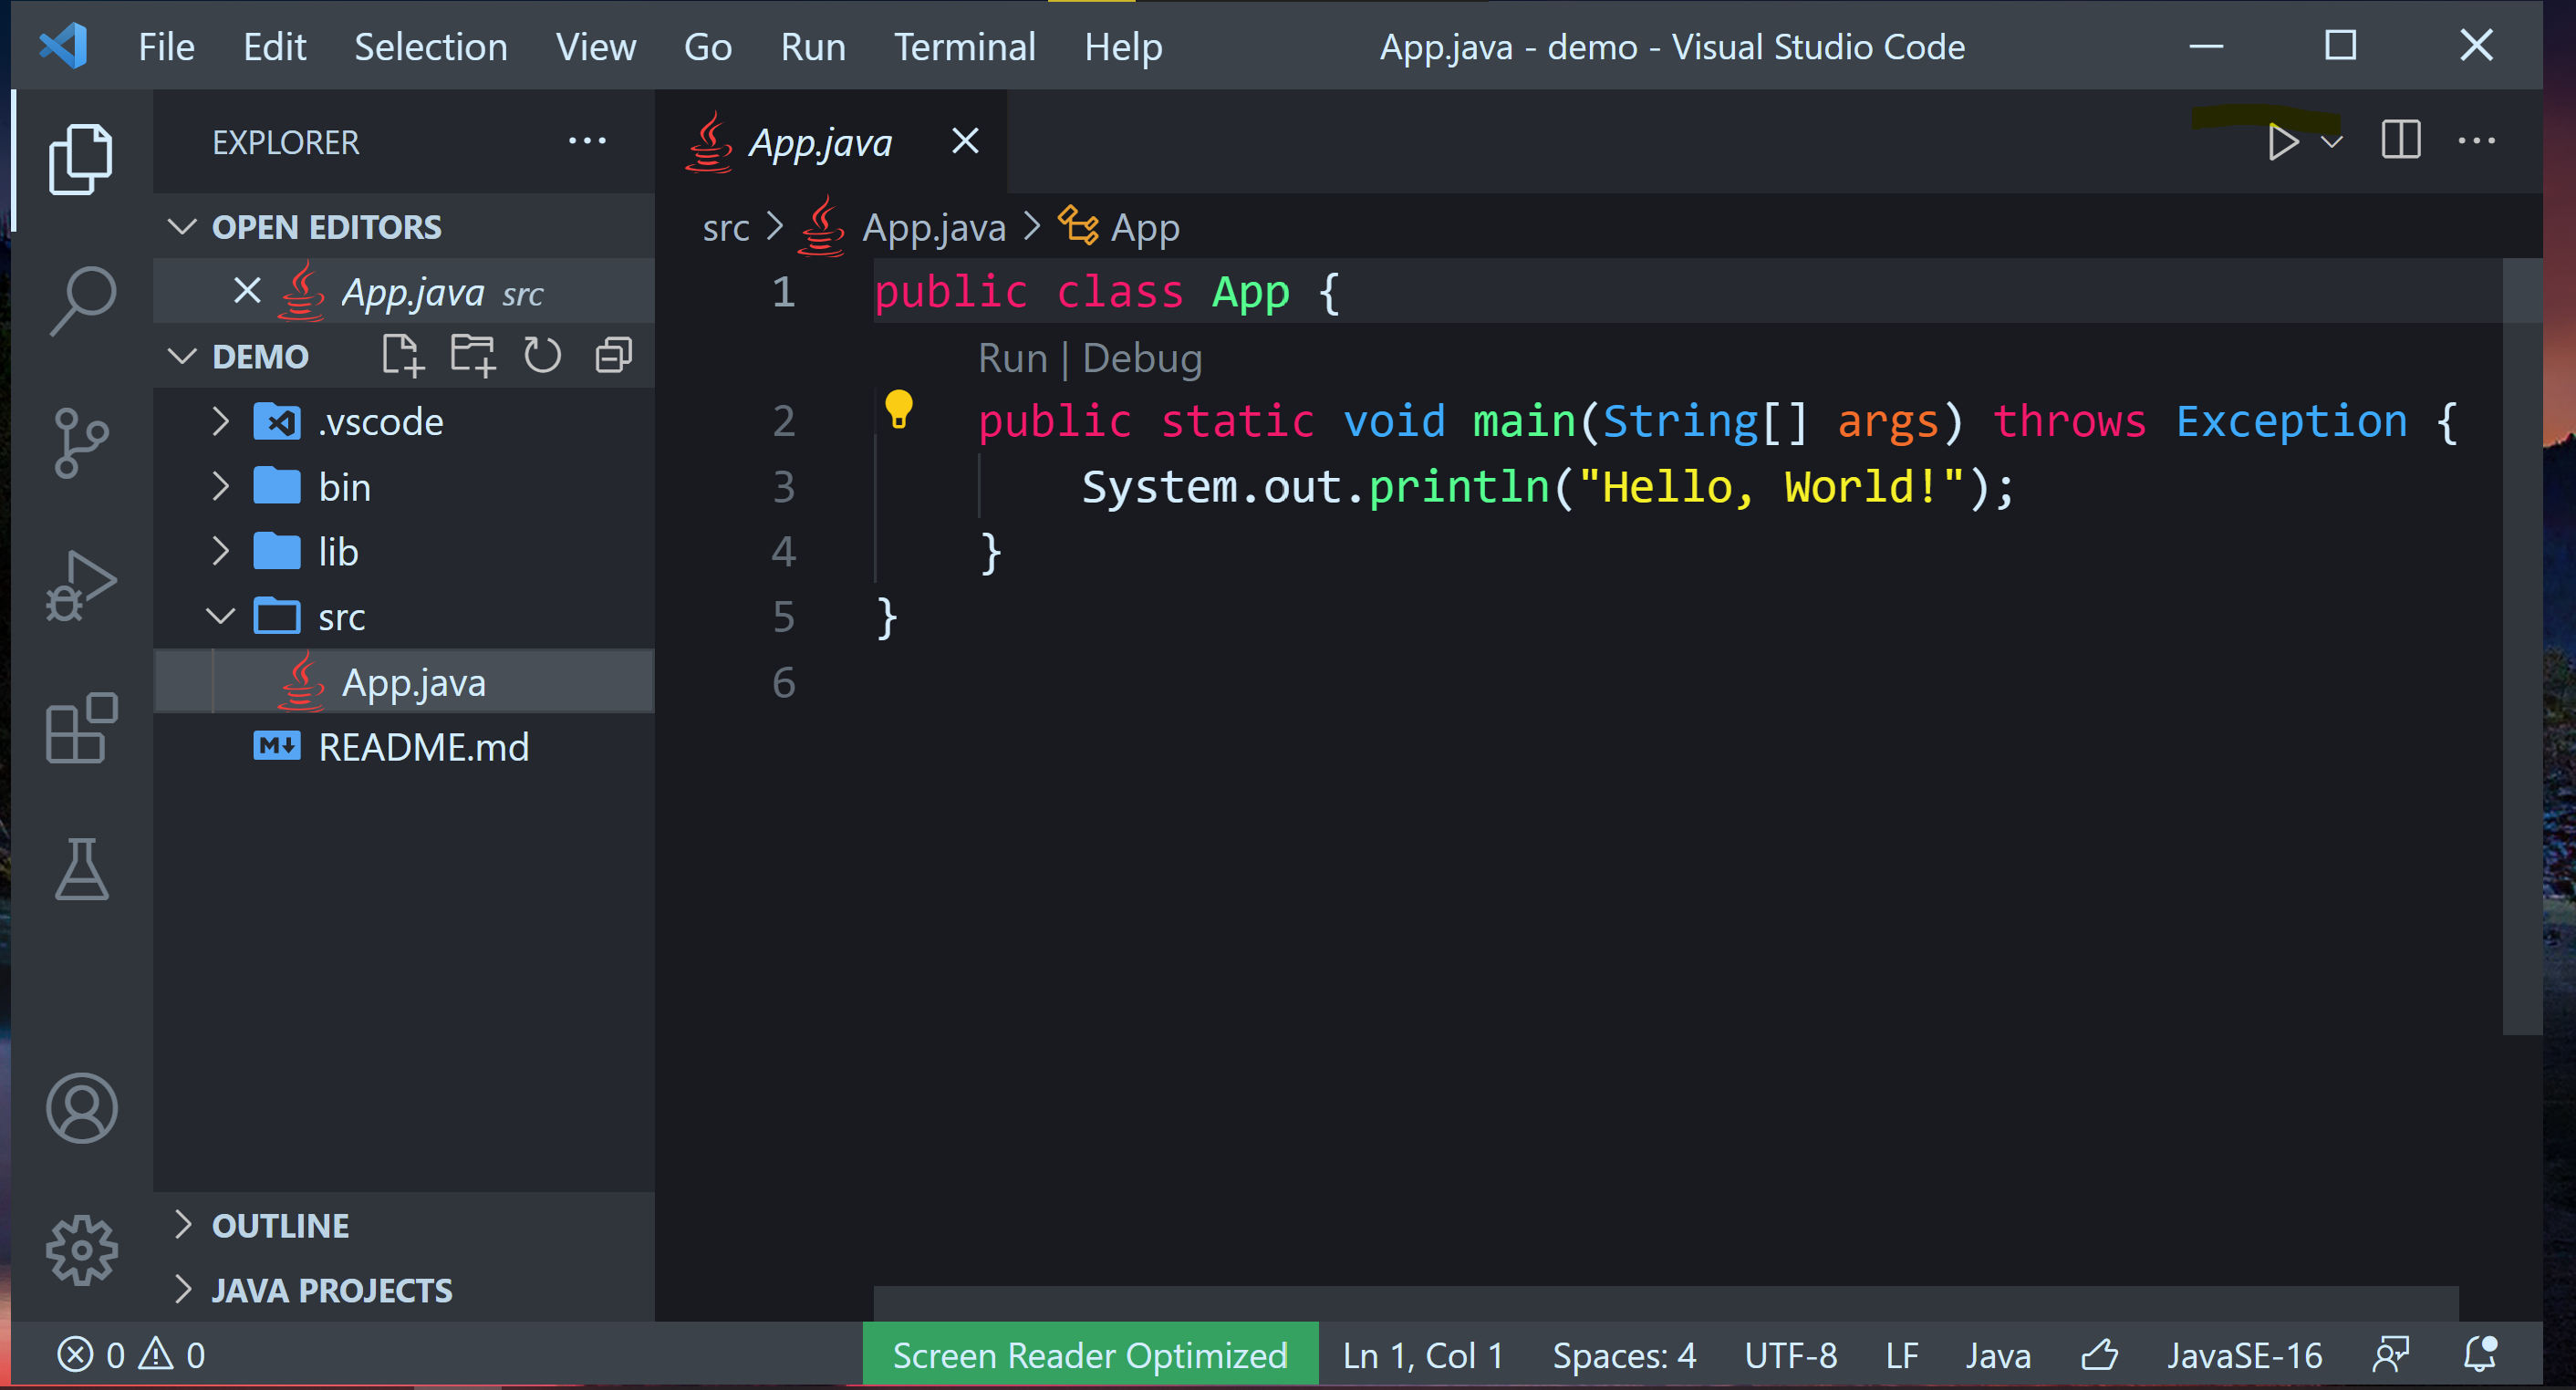 File Edit Selection View Go Run Terminal Help App.java - demo - Visual Studio Code
EXPLORER
OPEN EDITORS
App.java src
DEMO
.vscode
bin
lib
src
App.java
README.md
OUTLINE
JAVA PROJECTS
App.java
src > App.java > App
1 public class App {
Run | Debug
2 public static void main(String[] args) throws Exception {
3 System.out.println("Hello, World!");
4 }
5 }
6
0 0 Screen Reader Optimized Ln 1, Col 1 Spaces: 4 UTF-8 LF Java JavaSE-16